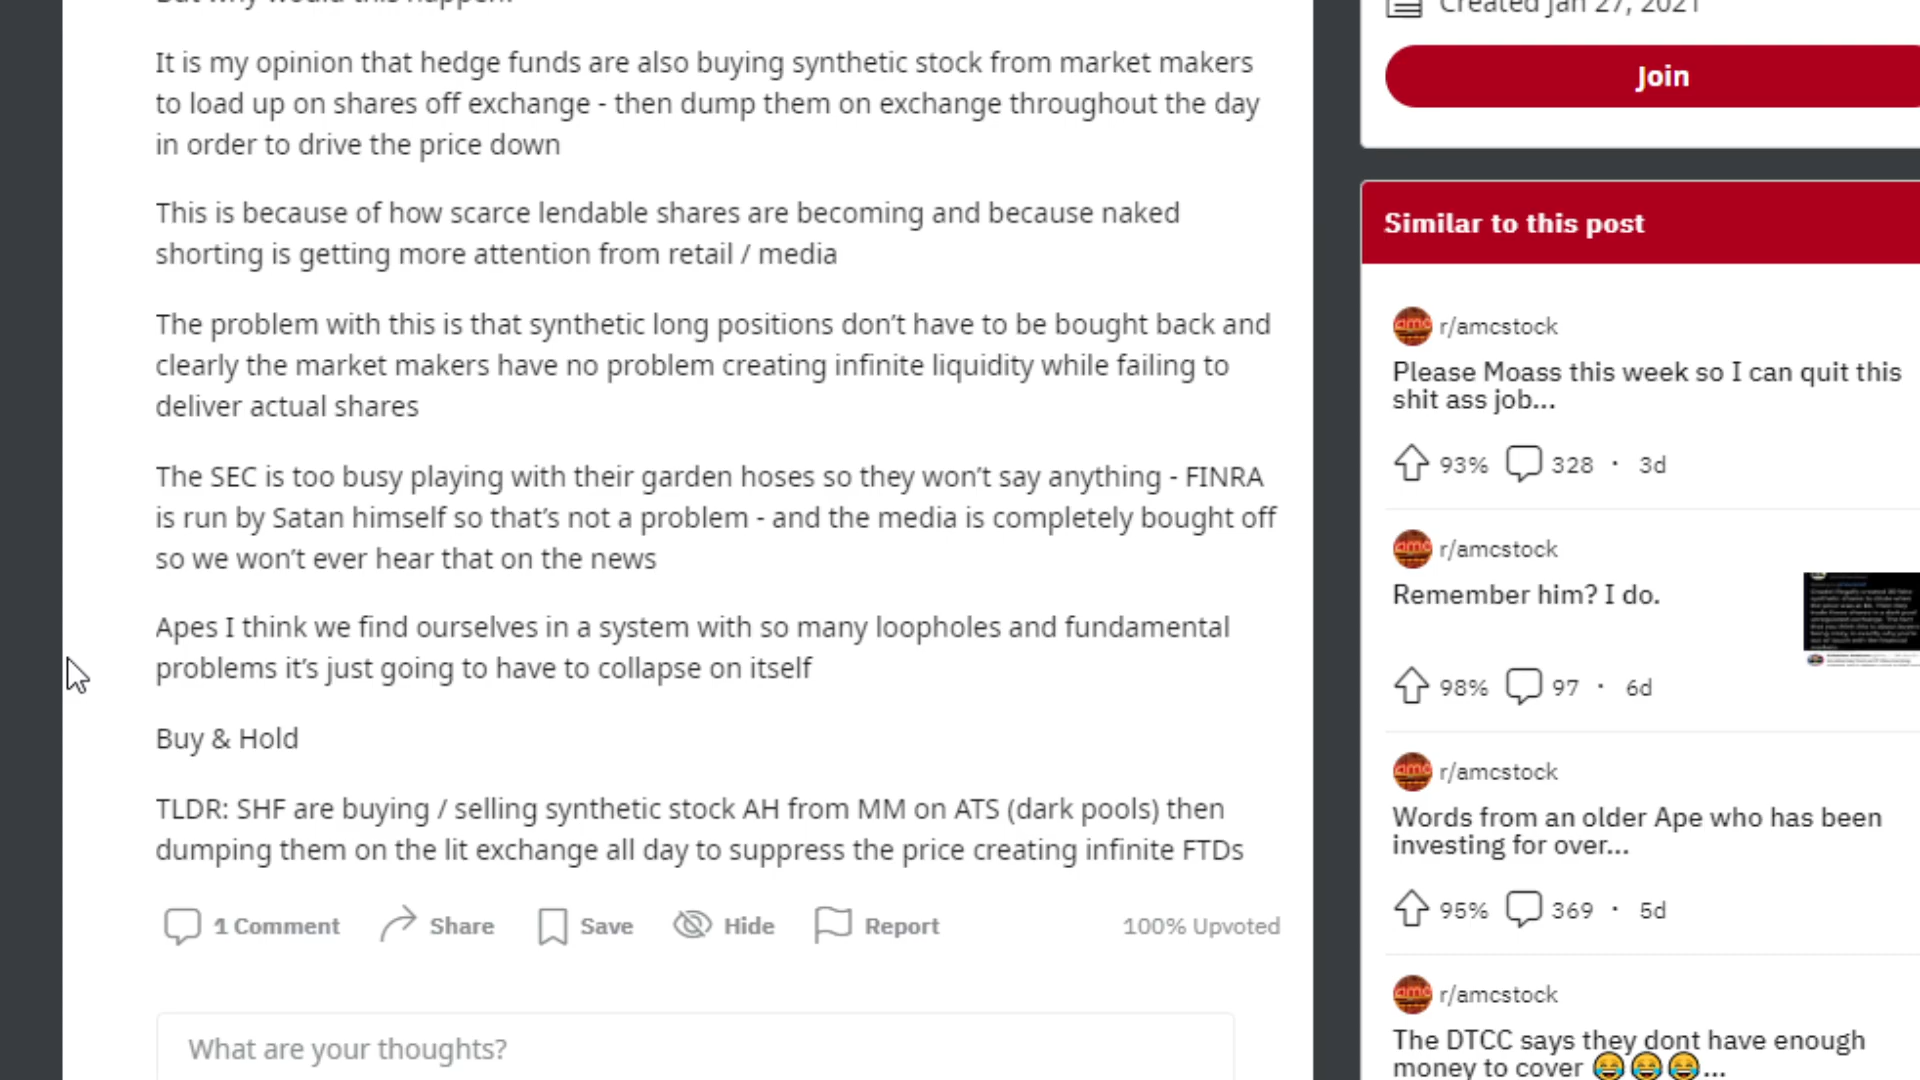 It is my opinion that hedge funds are also buying synthetic stock from market makers
to load up on shares off exchange - then dump them on exchange throughout the day
in order to drive the price down
This is because of how scarce lendable shares are becoming and because naked
shorting is getting more attention from retail / media
The problem with this is that synthetic long positions don’t have to be bought back and
clearly the market makers have no problem creating infinite liquidity while failing to
deliver actual shares
The SEC is too busy playing with their garden hoses so they won’t say anything - FINRA
is run by Satan himself so that’s not a problem - and the media is completely bought off
so we won’t ever hear that on the news
Apes I think we find ourselves in a system with so many loopholes and fundamental
problems it’s just going to have to collapse on itself
Buy & Hold
TLDR: SHF are buying / selling synthetic stock AH from MM on ATS (dark pools) then
dumping them on the lit exchange all day to suppress the price creating infinite FTDs
1 Comment Share Save Hide Report 100% Upvoted
What are your thoughts?
Created Jan 27, 2021
Join
Similar to this post
r/amcstock
Please Moass this week so I can quit this
shit ass job...
93% 328 · 3d
r/amcstock
Remember him? I do.
98% 97 · 6d
r/amcstock
Words from an older Ape who has been
investing for over...
95% 369 · 5d
r/amcstock
The DTCC says they dont have enough
money to cover 😂😂😂...